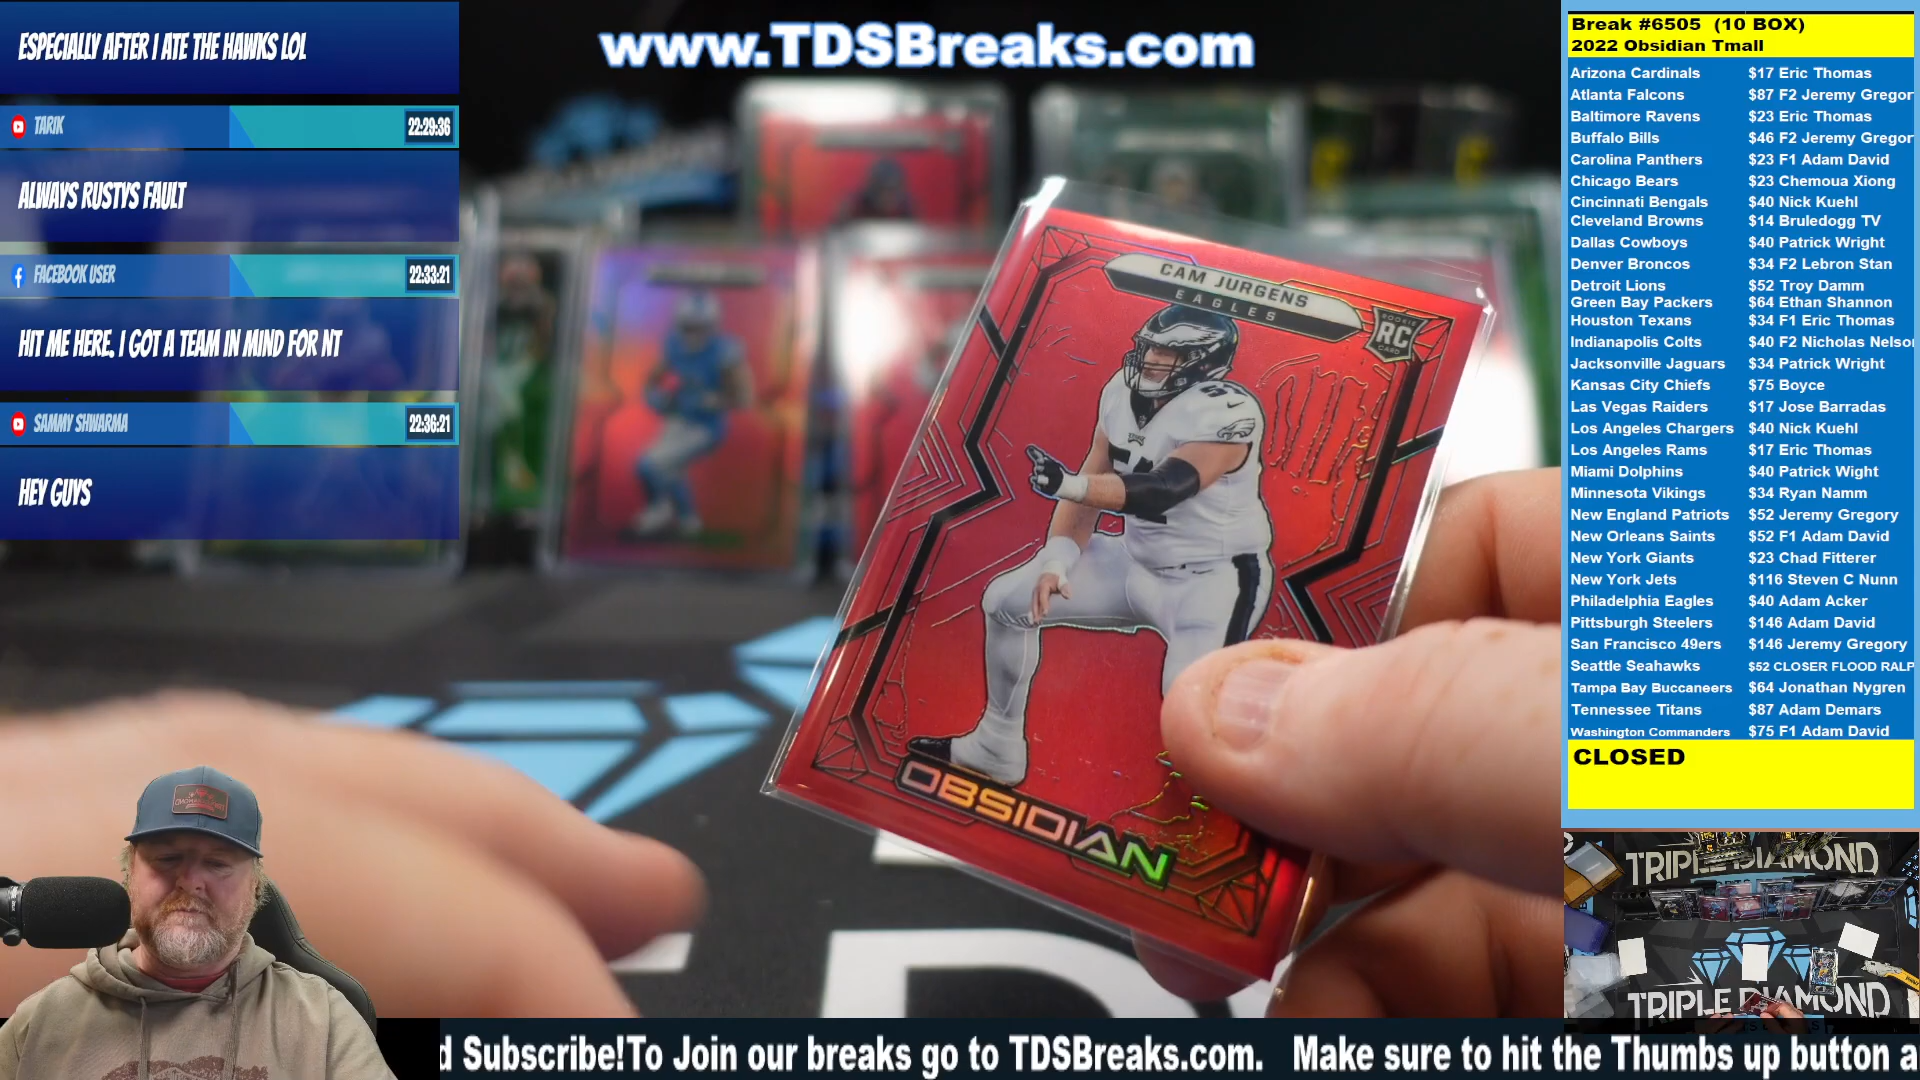 ESPECIALLY AFTER I ATE THE HAWKS LOL
TARIK 22:29:36
ALWAYS RUSTYS FAULT
FACEBOOK USER 22:33:21
HIT ME HERE. I GOT A TEAM IN MIND FOR NT
SAMMY SHWARMA 22:36:21
HEY GUYS
www.TDSBreaks.com
CAM JURGENS
EAGLES
ROOKIE
RC
CARD
51
OBSIDIAN
Break #6505 (10 BOX)
2022 Obsidian Tmall
Arizona Cardinals $17 Eric Thomas
Atlanta Falcons $87 F2 Jeremy Gregor
Baltimore Ravens $23 Eric Thomas
Buffalo Bills $46 F2 Jeremy Gregor
Carolina Panthers $23 F1 Adam David
Chicago Bears $23 Chemoua Xiong
Cincinnati Bengals $40 Nick Kuehl
Cleveland Browns $14 Bruledogg TV
Dallas Cowboys $40 Patrick Wright
Denver Broncos $34 F2 Lebron Stan
Detroit Lions $52 Troy Damm
Green Bay Packers $64 Ethan Shannon
Houston Texans $34 F1 Eric Thomas
Indianapolis Colts $40 F2 Nicholas Nelson
Jacksonville Jaguars $34 Patrick Wright
Kansas City Chiefs $75 Boyce
Las Vegas Raiders $17 Jose Barradas
Los Angeles Chargers $40 Nick Kuehl
Los Angeles Rams $17 Eric Thomas
Miami Dolphins $40 Patrick Wight
Minnesota Vikings $34 Ryan Namm
New England Patriots $52 Jeremy Gregory
New Orleans Saints $52 F1 Adam David
New York Giants $23 Chad Fitterer
New York Jets $116 Steven C Nunn
Philadelphia Eagles $40 Adam Acker
Pittsburgh Steelers $146 Adam David
San Francisco 49ers $146 Jeremy Gregory
Seattle Seahawks $52 CLOSER FLOOD RALP
Tampa Bay Buccaneers $64 Jonathan Nygren
Tennessee Titans $87 Adam Demars
Washington Commanders $75 F1 Adam David
CLOSED
TRIPLE DIAMOND
TRIPLE DIAMOND
d Subscribe!To Join our breaks go to TDSBreaks.com. Make sure to hit the Thumbs up button a